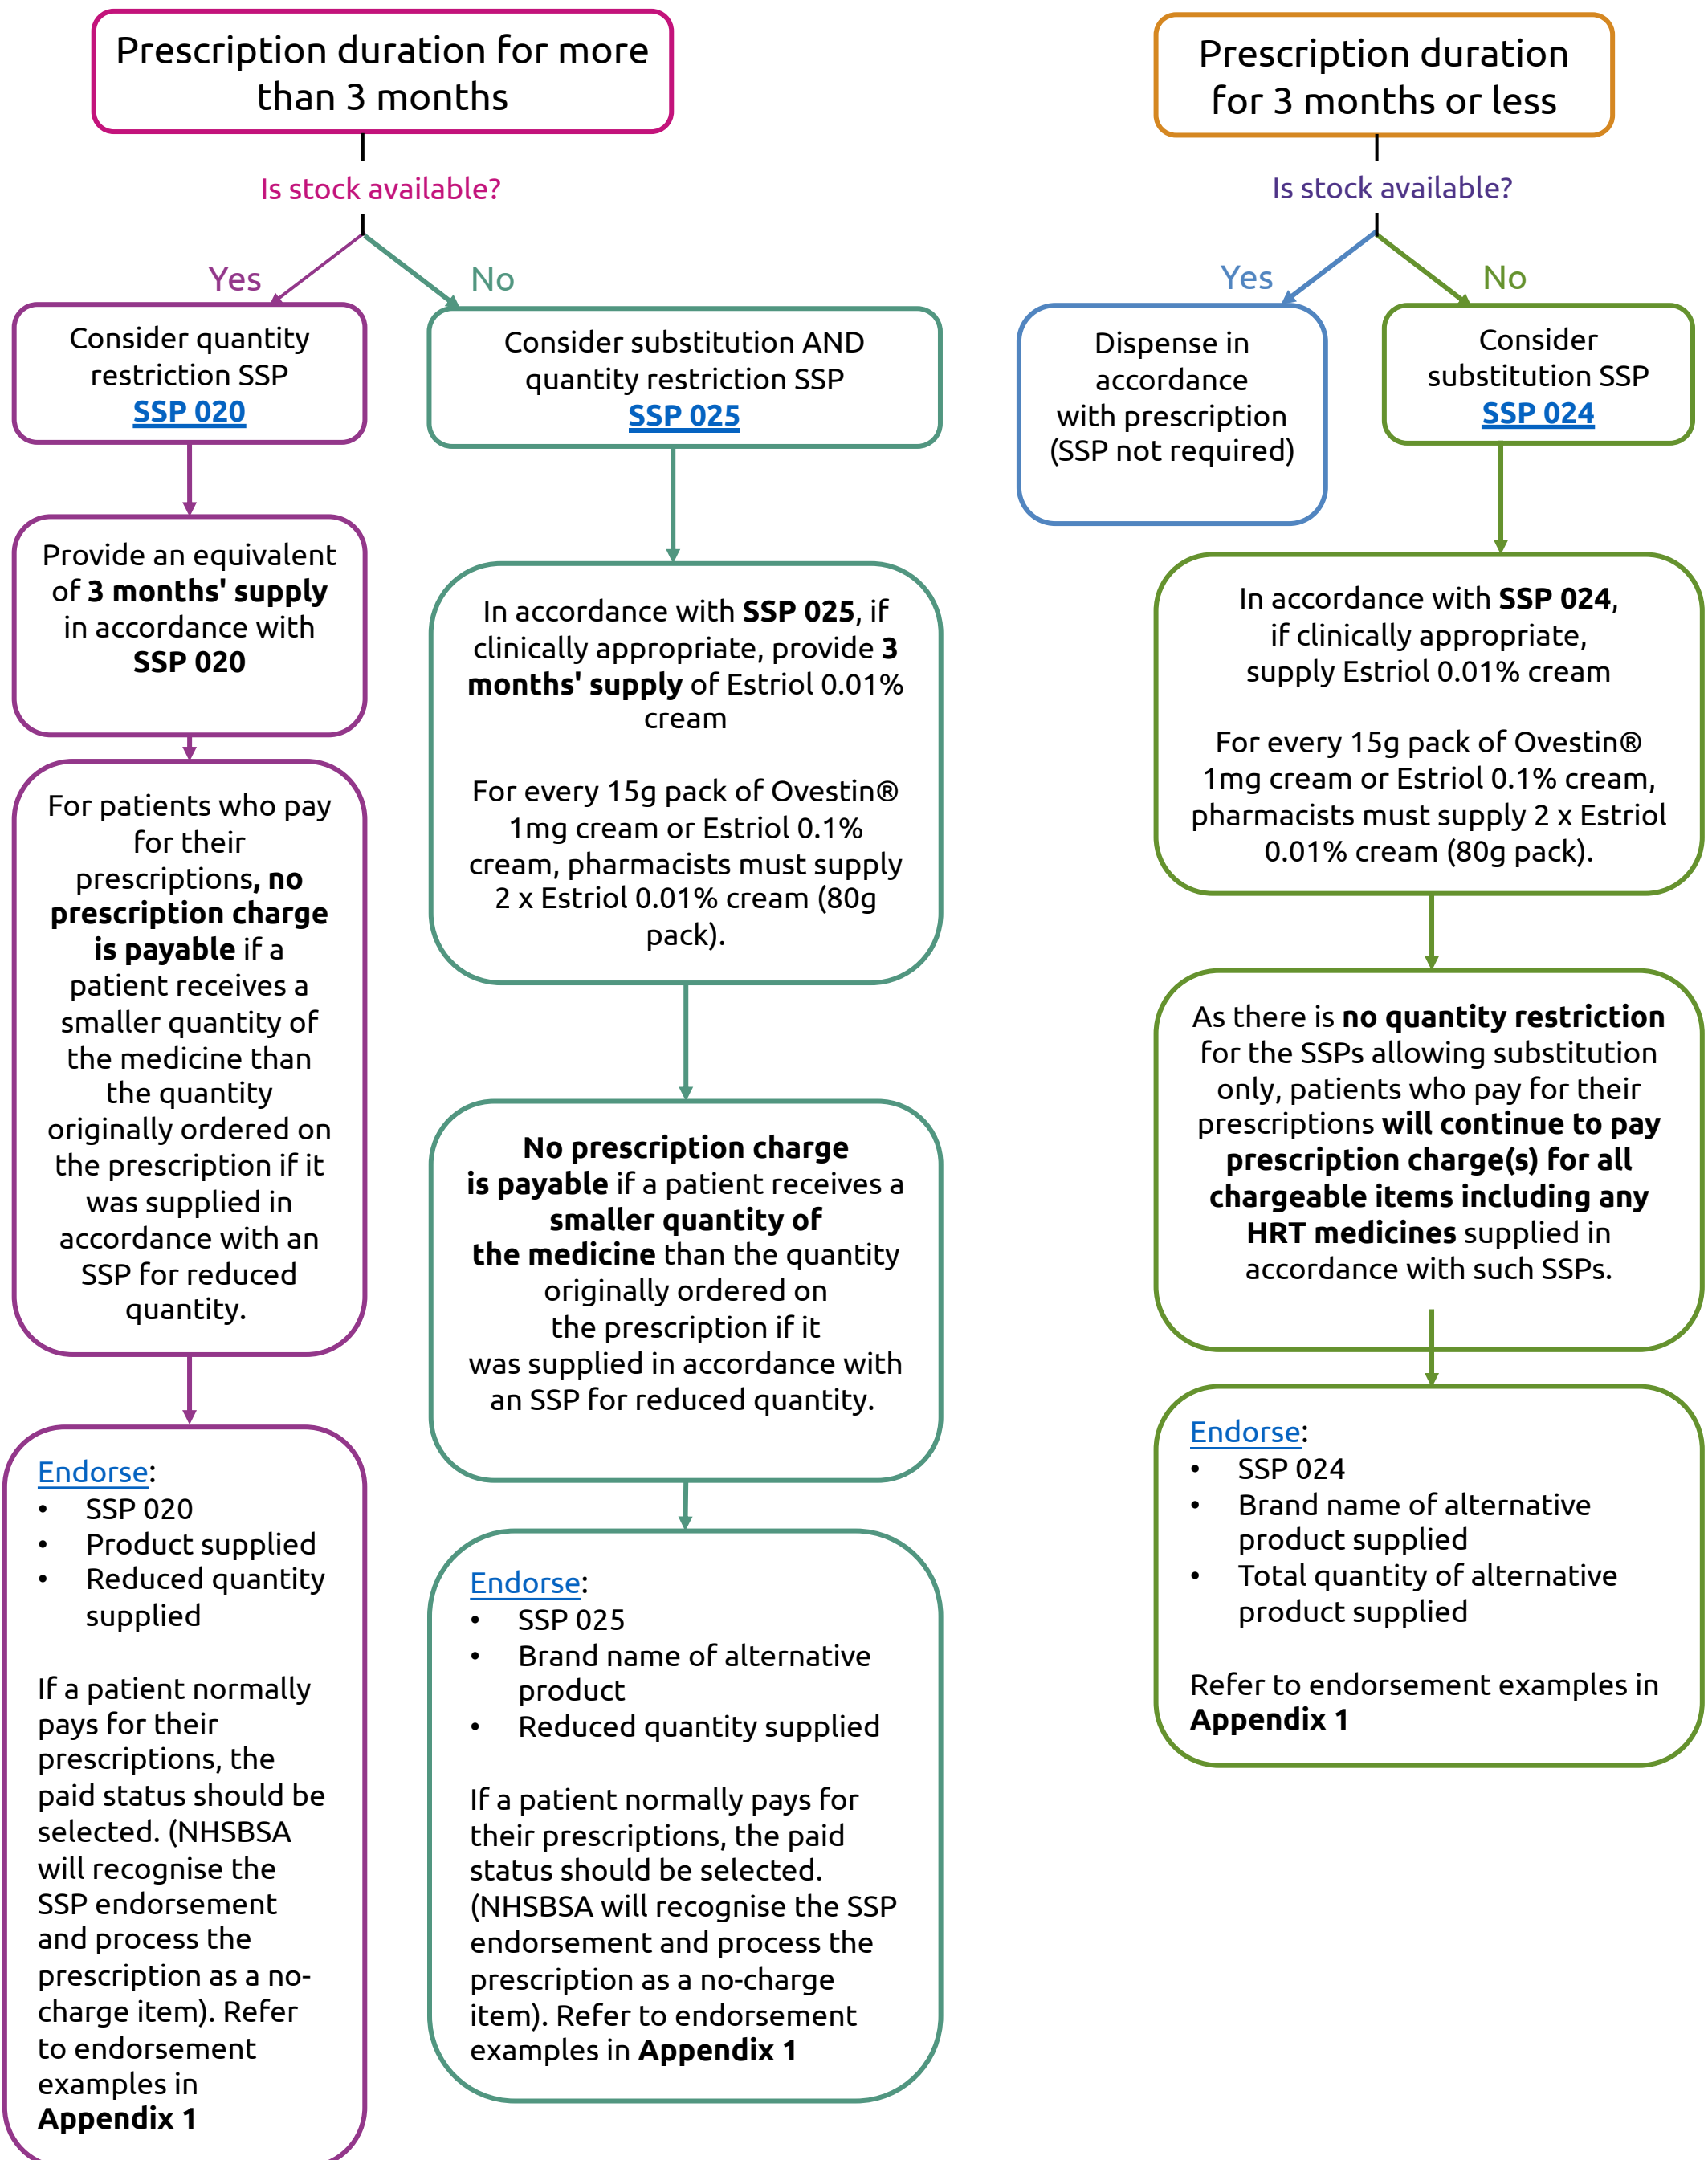 Prescription duration for more
than 3 months
Is stock available?
Yes
No
Consider quantity
restriction SSP
SSP 020
Provide an equivalent
of 3 months' supply
in accordance with
SSP 020
For patients who pay
for their
prescriptions, no
prescription charge
is payable if a
patient receives a
smaller quantity of
the medicine than
the quantity
originally ordered on
the prescription if it
was supplied in
accordance with an
SSP for reduced
quantity.
Endorse:
• SSP 020
• Product supplied
• Reduced quantity
supplied
If a patient normally
pays for their
prescriptions, the
paid status should be
selected. (NHSBSA
will recognise the
SSP endorsement
and process the
prescription as a no-
charge item). Refer
to endorsement
examples in
Appendix 1
Consider substitution AND
quantity restriction SSP
SSP 025
In accordance with SSP 025, if
clinically appropriate, provide 3
months' supply of Estriol 0.01%
cream
For every 15g pack of Ovestin®
1mg cream or Estriol 0.1%
cream, pharmacists must supply
2 x Estriol 0.01% cream (80g
pack).
No prescription charge
is payable if a patient receives a
smaller quantity of
the medicine than the quantity
originally ordered on
the prescription if it
was supplied in accordance with
an SSP for reduced quantity.
Endorse:
• SSP 025
• Brand name of alternative
product
• Reduced quantity supplied
If a patient normally pays for
their prescriptions, the paid
status should be selected.
(NHSBSA will recognise the SSP
endorsement and process the
prescription as a no-charge
item). Refer to endorsement
examples in Appendix 1
Prescription duration
for 3 months or less
Is stock available?
Yes
No
Dispense in
accordance
with prescription
(SSP not required)
Consider
substitution SSP
SSP 024
In accordance with SSP 024,
if clinically appropriate,
supply Estriol 0.01% cream
For every 15g pack of Ovestin®
1mg cream or Estriol 0.1% cream,
pharmacists must supply 2 x Estriol
0.01% cream (80g pack).
As there is no quantity restriction
for the SSPs allowing substitution
only, patients who pay for their
prescriptions will continue to pay
prescription charge(s) for all
chargeable items including any
HRT medicines supplied in
accordance with such SSPs.
Endorse:
• SSP 024
• Brand name of alternative
product supplied
• Total quantity of alternative
product supplied
Refer to endorsement examples in
Appendix 1